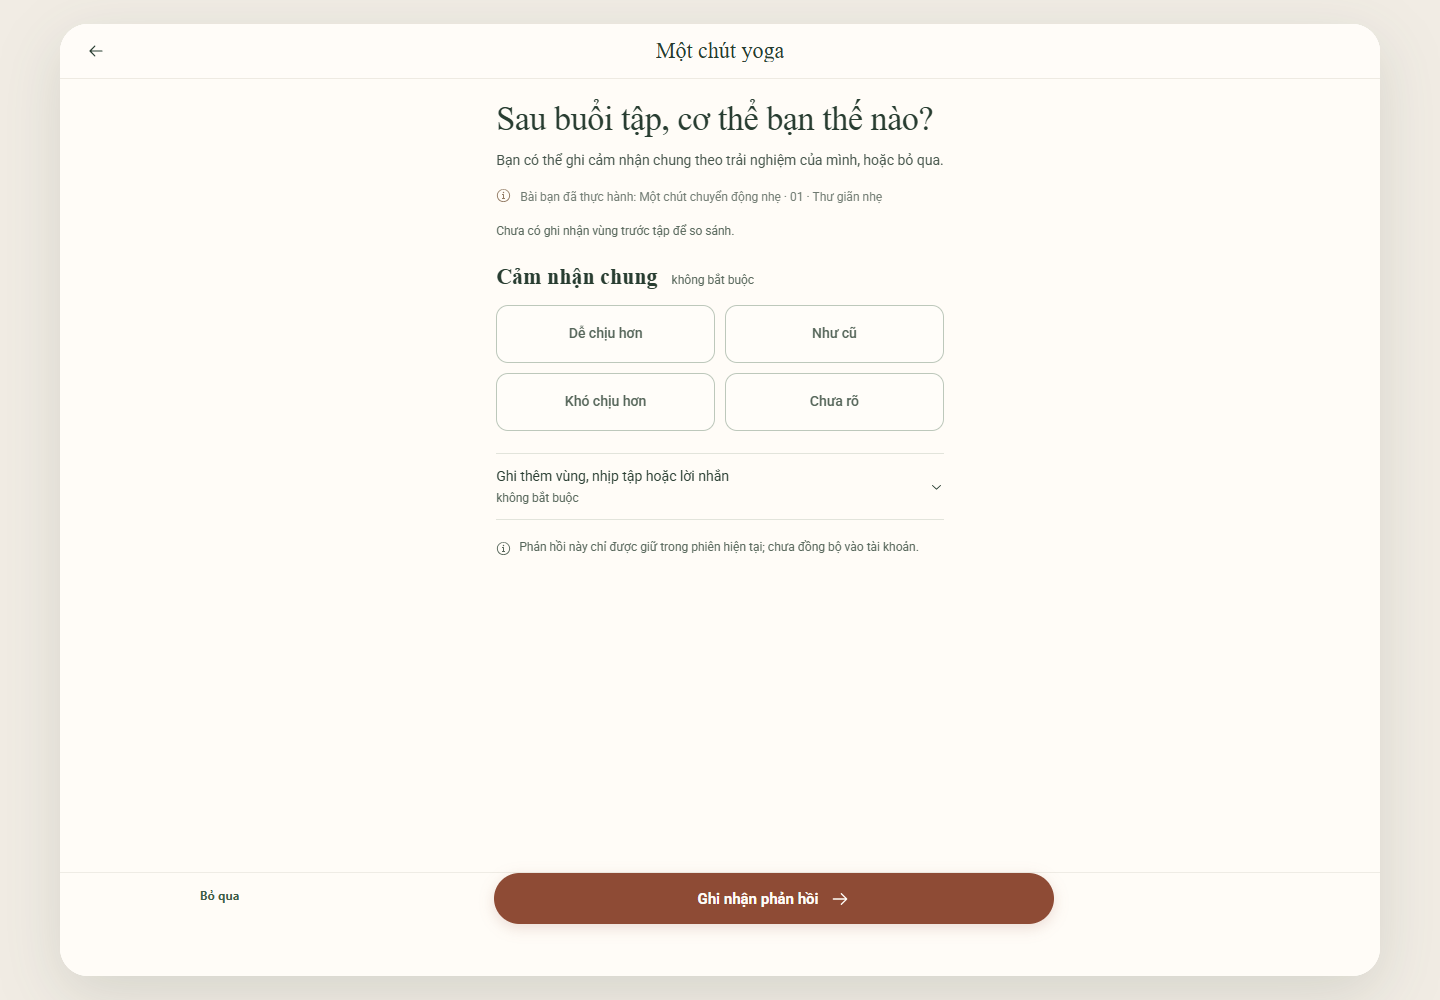 Một chút yoga
Sau buổi tập, cơ thể bạn thế nào?
Bạn có thể ghi cảm nhận chung theo trải nghiệm của mình, hoặc bỏ qua.
Bài bạn đã thực hành: Một chút chuyển động nhẹ · 01 · Thư giãn nhẹ
Chưa có ghi nhận vùng trước tập để so sánh.
Cảm nhận chung không bắt buộc
Dễ chịu hơn
Như cũ
Khó chịu hơn
Chưa rõ
Ghi thêm vùng, nhịp tập hoặc lời nhắn
không bắt buộc
Phản hồi này chỉ được giữ trong phiên hiện tại; chưa đồng bộ vào tài khoản.
Bỏ qua
Ghi nhận phản hồi